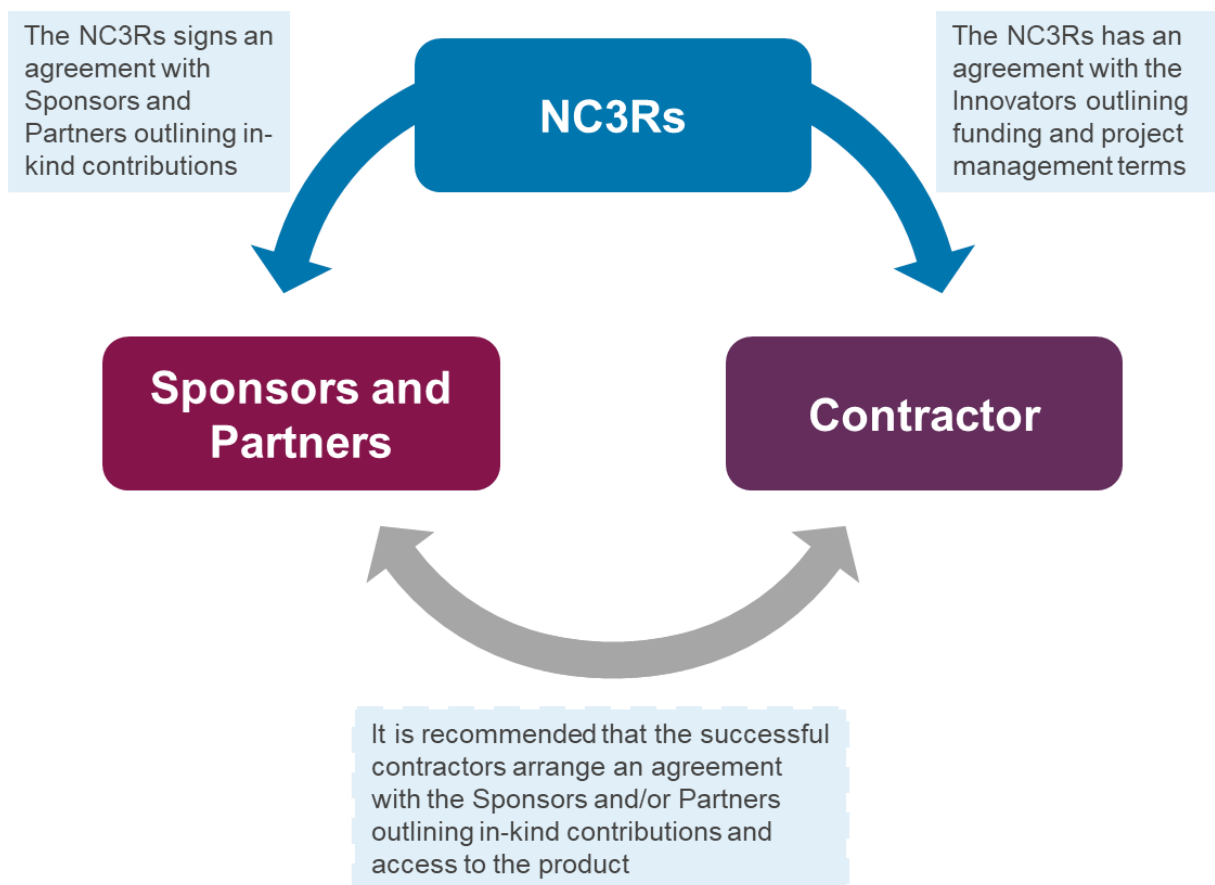 The NC3Rs signs an
agreement with
Sponsors and
Partners outlining in-
kind contributions
NC3Rs
The NC3Rs has an
agreement with the
Innovators outlining
funding and project
management terms
Sponsors and
Partners
Contractor
It is recommended that the successful
contractors arrange an agreement
with the Sponsors and/or Partners
outlining in-kind contributions and
access to the product